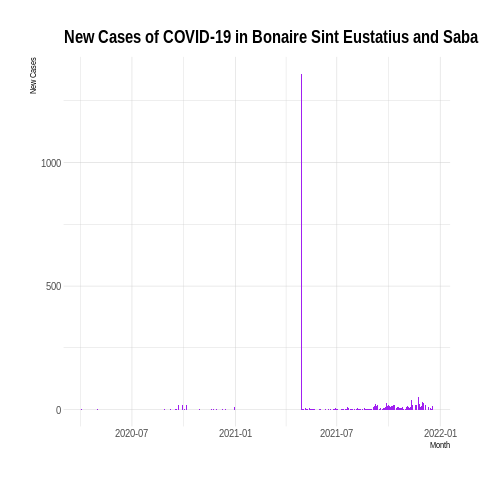 New Cases of COVID-19 in Bonaire Sint Eustatius and Saba
New Cases
1000
500
0
2020-07 2021-01 2021-07 2022-01
Month